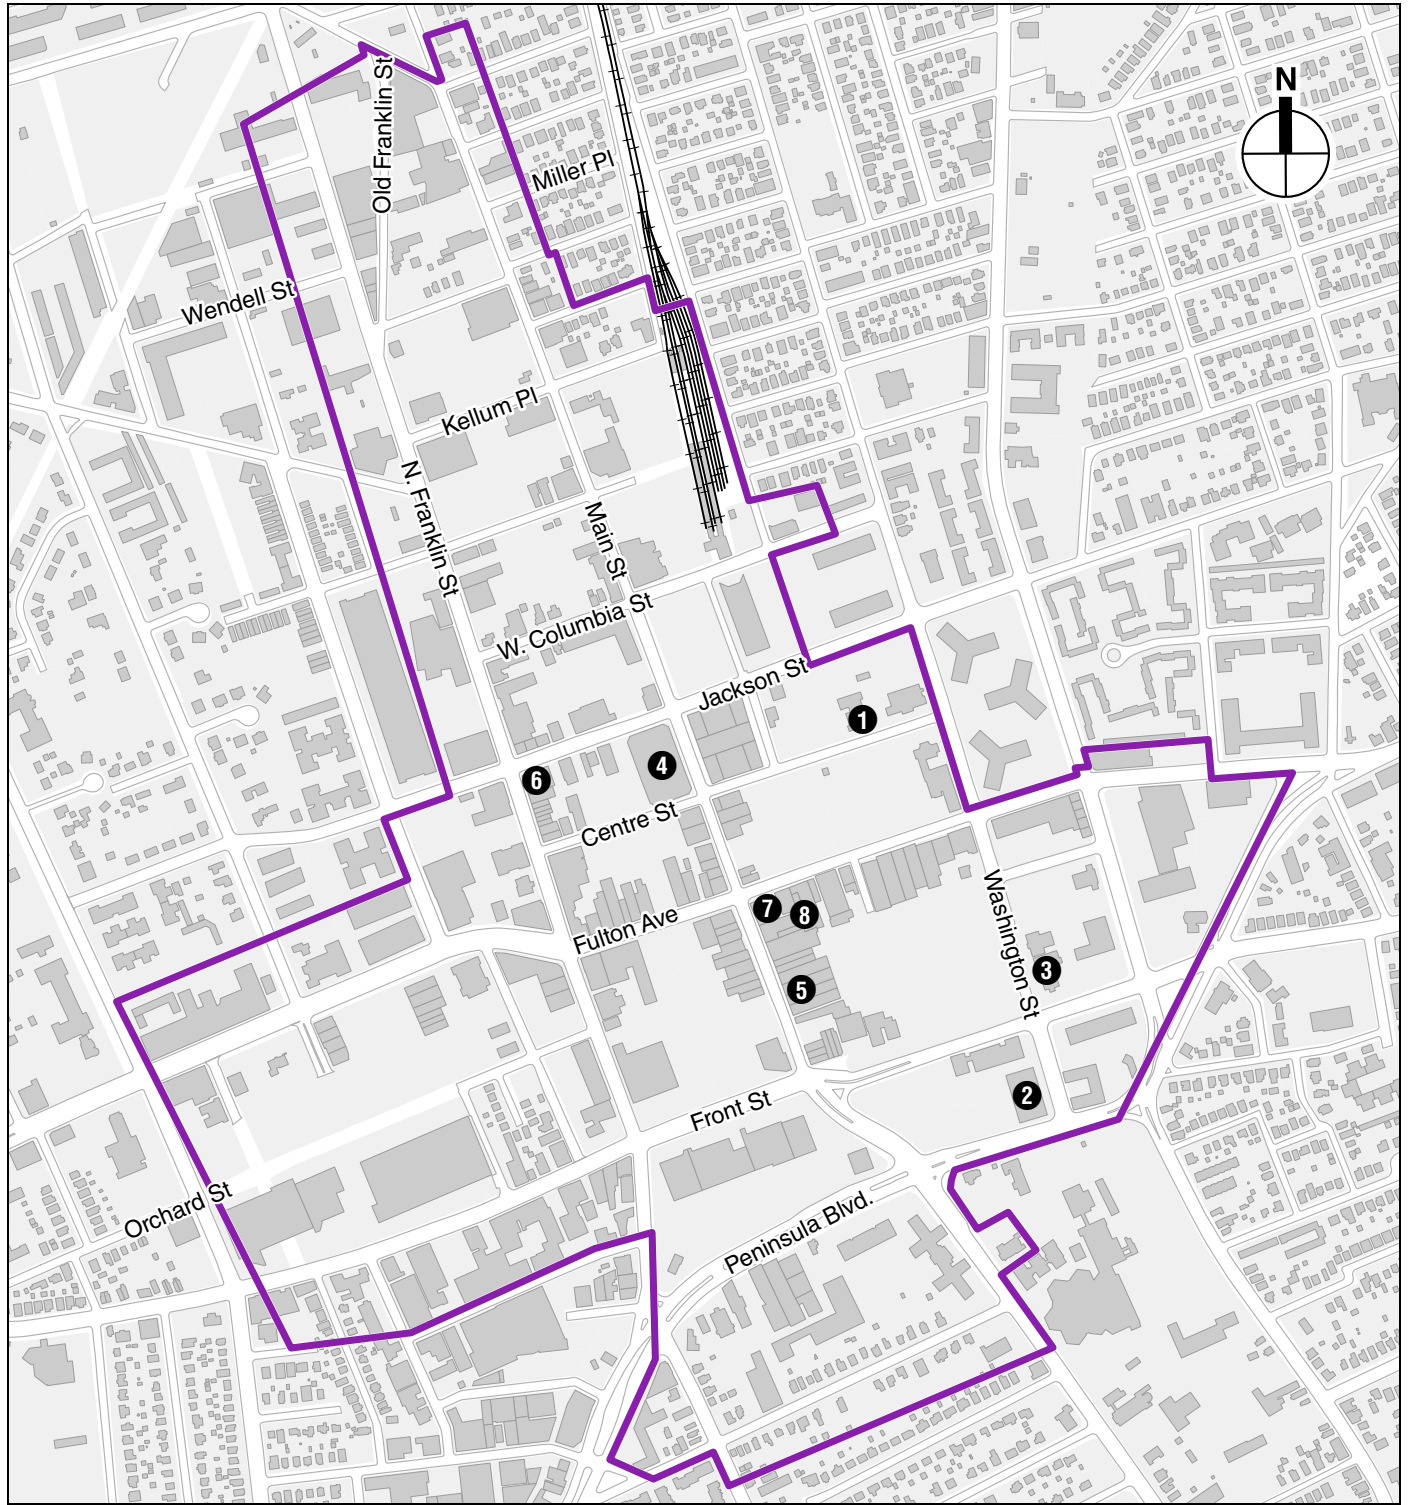 N
Old Franklin St
Miller Pl
Wendell St
Kellum Pl
N. Franklin St
Main St
W. Columbia St
Jackson St
1
4
6
Centre St
Washington St
7
8
Fulton Ave
3
5
2
Front St
Orchard St
Peninsula Blvd.